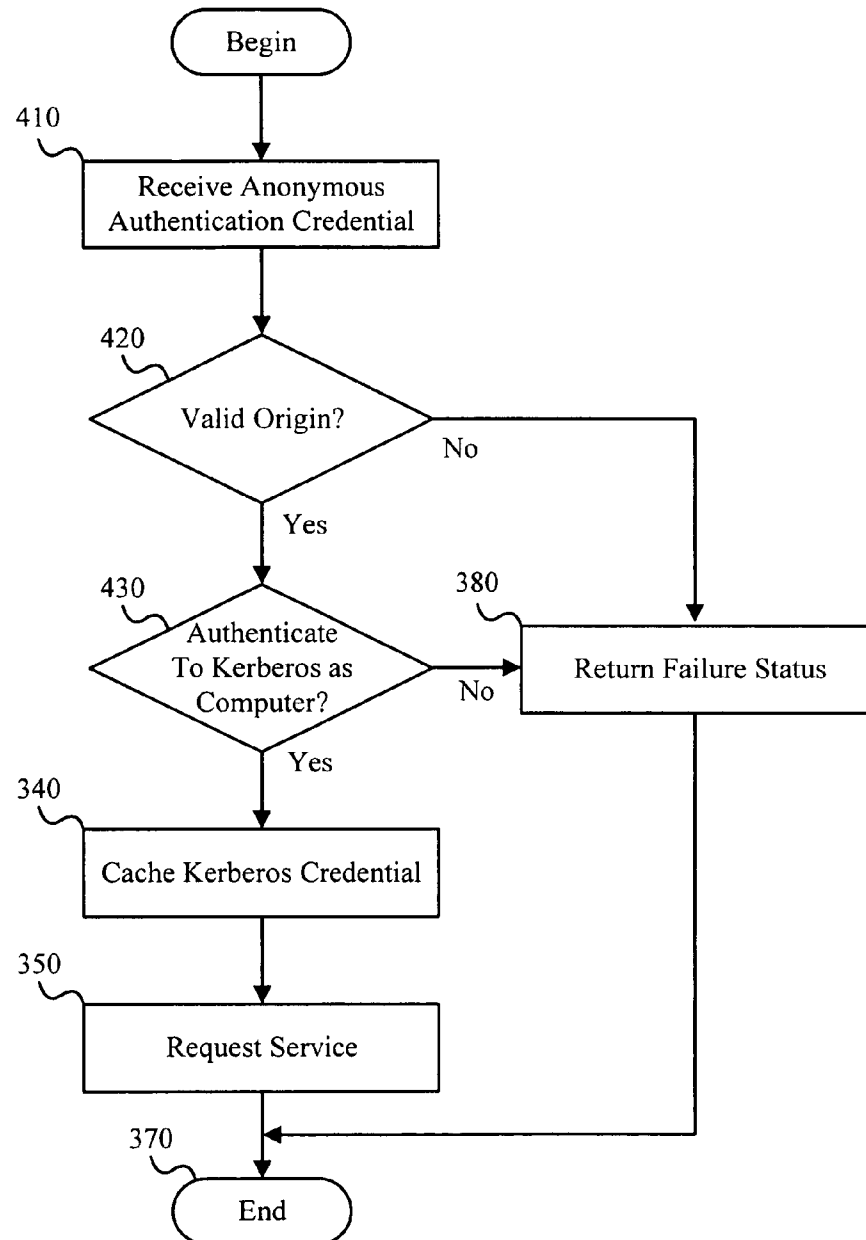 Begin
410
Receive Anonymous
Authentication Credential
420
Valid Origin?
No
Yes
430
Authenticate
To Kerberos as
Computer?
No
Yes
380
Return Failure Status
340
Cache Kerberos Credential
350
Request Service
370
End